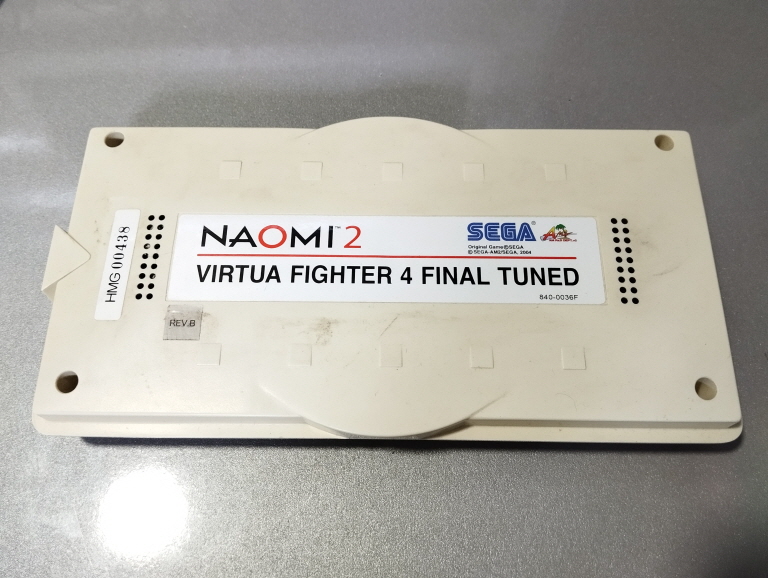 HMG 00438
NAOMI™ 2
SEGA®
Original Game©SEGA
©SEGA-AM2/SEGA, 2004
VIRTUA FIGHTER 4 FINAL TUNED
840-0036F
REV.B